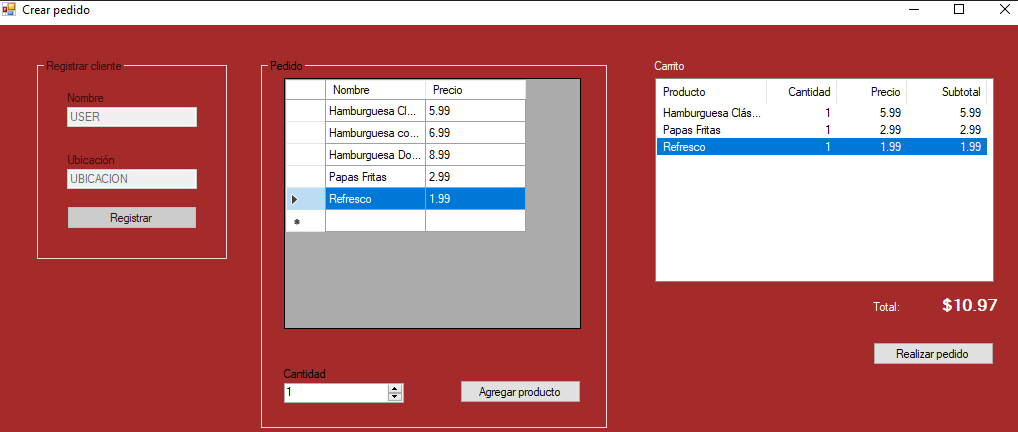 Crear pedido
Registrar cliente
Nombre
USER
Ubicación
UBICACION
Registrar
Pedido
Nombre Precio
Hamburguesa Cl... 5.99
Hamburguesa co... 6.99
Hamburguesa Do... 8.99
Papas Fritas 2.99
Refresco 1.99
Cantidad
1
Agregar producto
Carrito
Producto Cantidad Precio Subtotal
Hamburguesa Clás... 1 5.99 5.99
Papas Fritas 1 2.99 2.99
Refresco 1 1.99 1.99
Total: $10.97
Realizar pedido